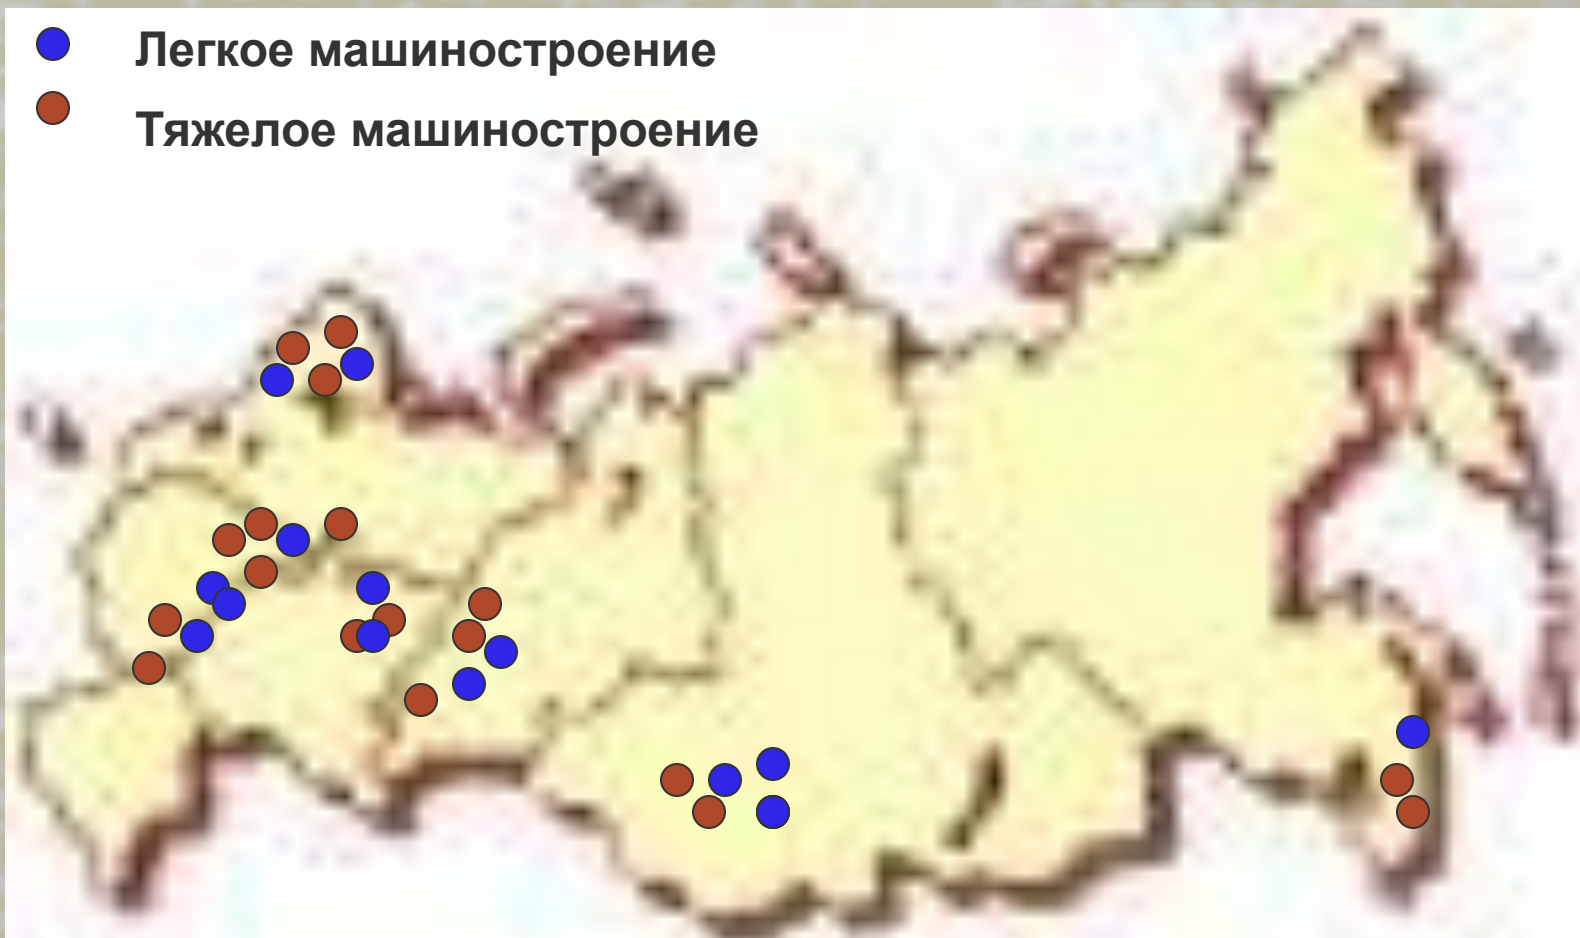 Легкое машиностроение
Тяжелое машиностроение